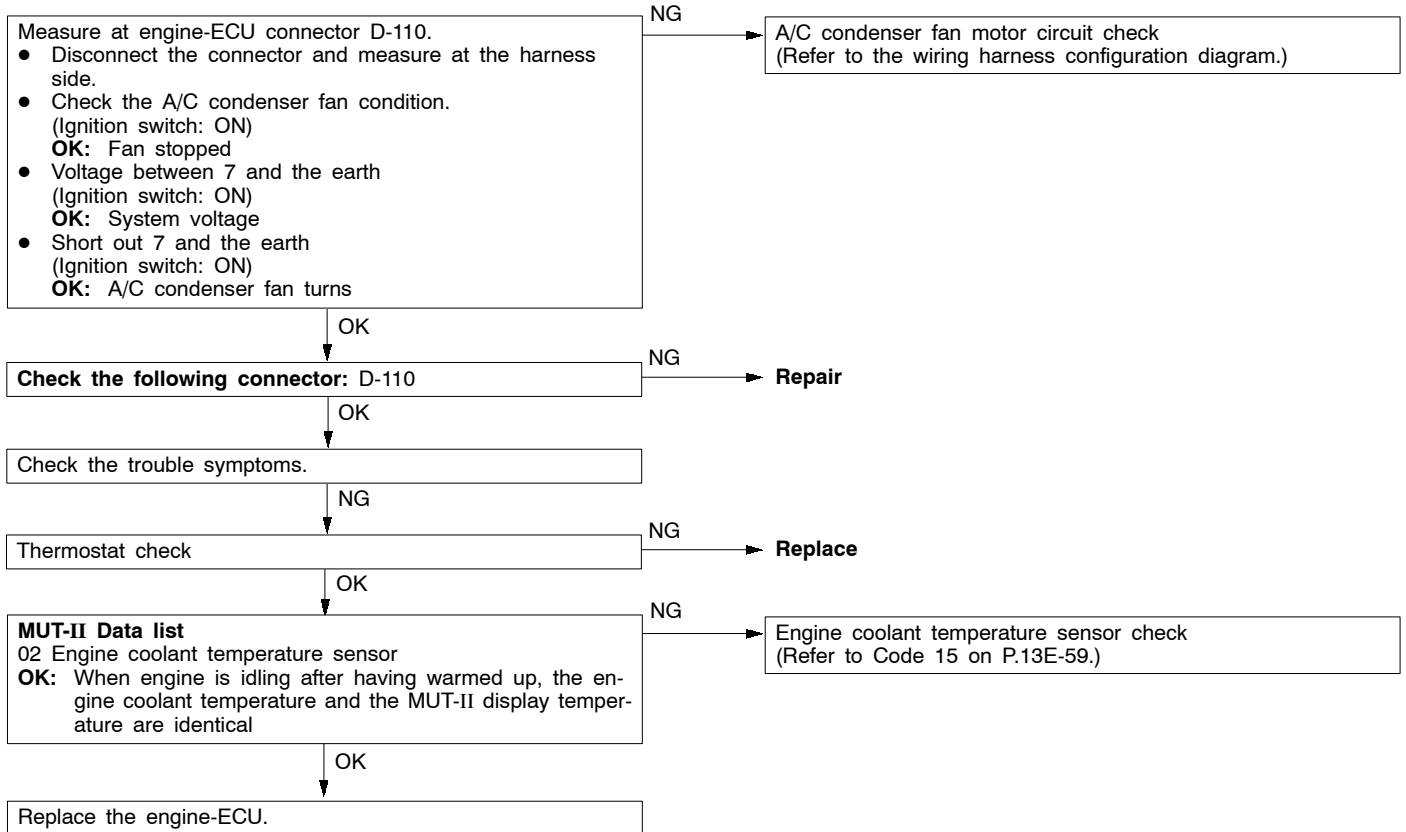 Measure at engine-ECU connector D-110.
● Disconnect the connector and measure at the harness
side.
● Check the A/C condenser fan condition.
(Ignition switch: ON)
OK: Fan stopped
● Voltage between 7 and the earth
(Ignition switch: ON)
OK: System voltage
● Short out 7 and the earth
(Ignition switch: ON)
OK: A/C condenser fan turns
NG
A/C condenser fan motor circuit check
(Refer to the wiring harness configuration diagram.)
OK
Check the following connector: D-110
NG
Repair
OK
Check the trouble symptoms.
NG
Thermostat check
NG
Replace
OK
MUT-II Data list
02 Engine coolant temperature sensor
OK: When engine is idling after having warmed up, the en-
gine coolant temperature and the MUT-II display temper-
ature are identical
NG
Engine coolant temperature sensor check
(Refer to Code 15 on P.13E-59.)
OK
Replace the engine-ECU.